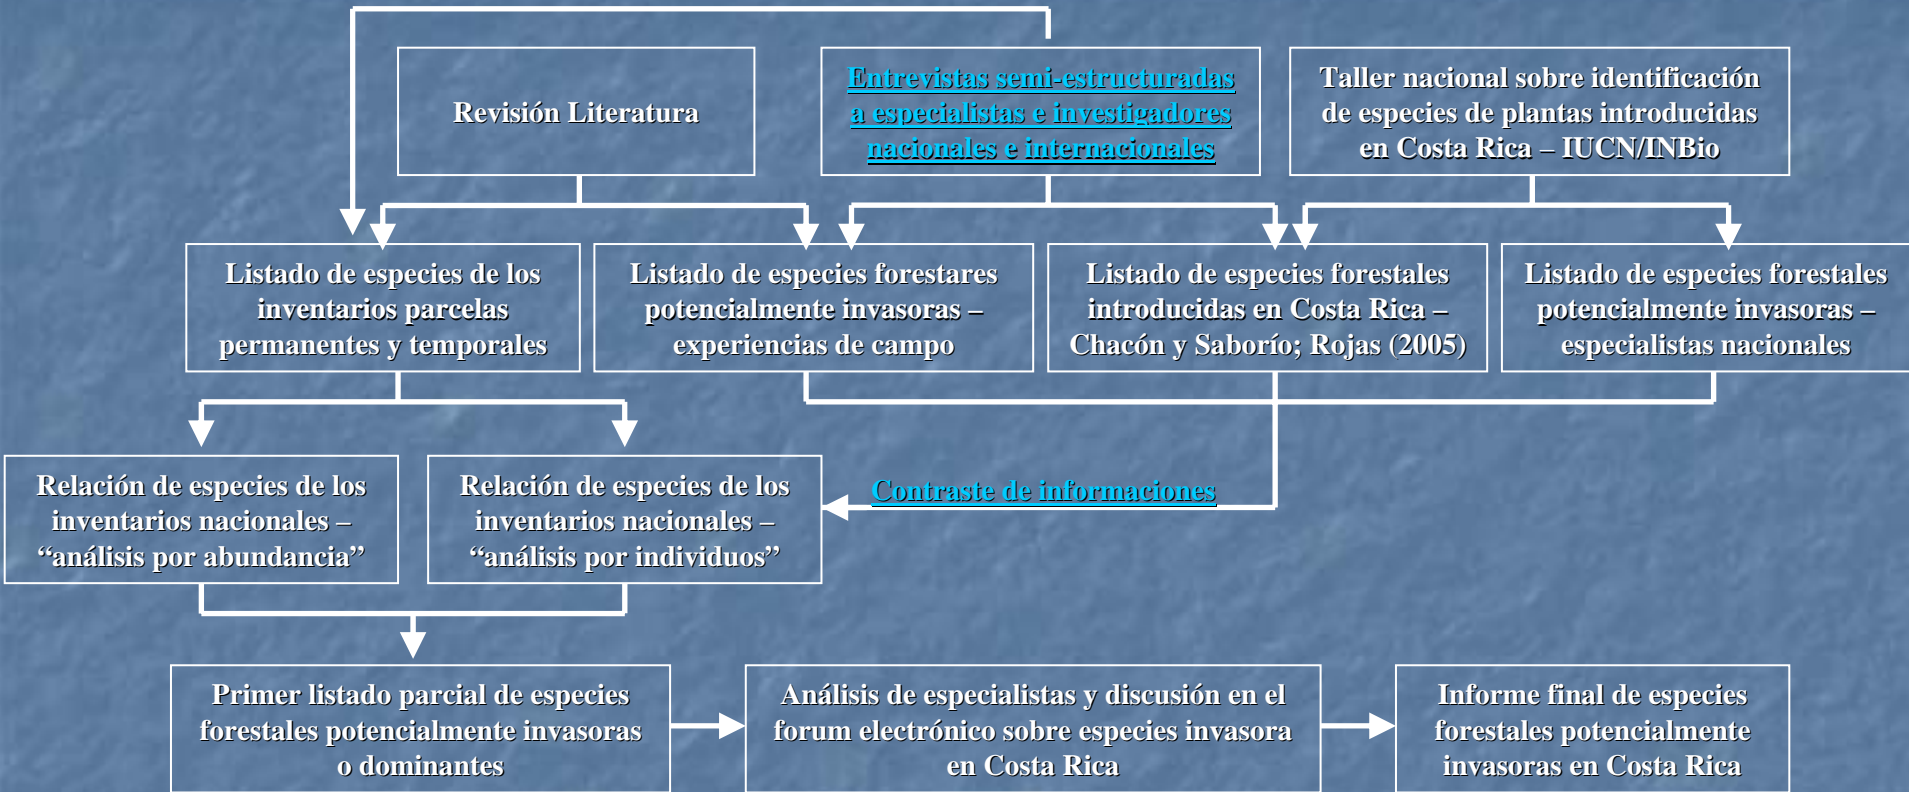 Revisión Literatura
Entrevistas semi-estructuradas
a especialistas e investigadores
nacionales e internacionales
Taller nacional sobre identificación
de especies de plantas introducidas
en Costa Rica – IUCN/INBio
Listado de especies de los
inventarios parcelas
permanentes y temporales
Listado de especies forestares
potencialmente invasoras –
experiencias de campo
Listado de especies forestales
introducidas en Costa Rica –
Chacón y Saborío; Rojas (2005)
Listado de especies forestales
potencialmente invasoras –
especialistas nacionales
Relación de especies de los
inventarios nacionales –
“análisis por abundancia”
Relación de especies de los
inventarios nacionales –
“análisis por individuos”
Contraste de informaciones
Primer listado parcial de especies
forestales potencialmente invasoras
o dominantes
Análisis de especialistas y discusión en el
forum electrónico sobre especies invasora
en Costa Rica
Informe final de especies
forestales potencialmente
invasoras en Costa Rica